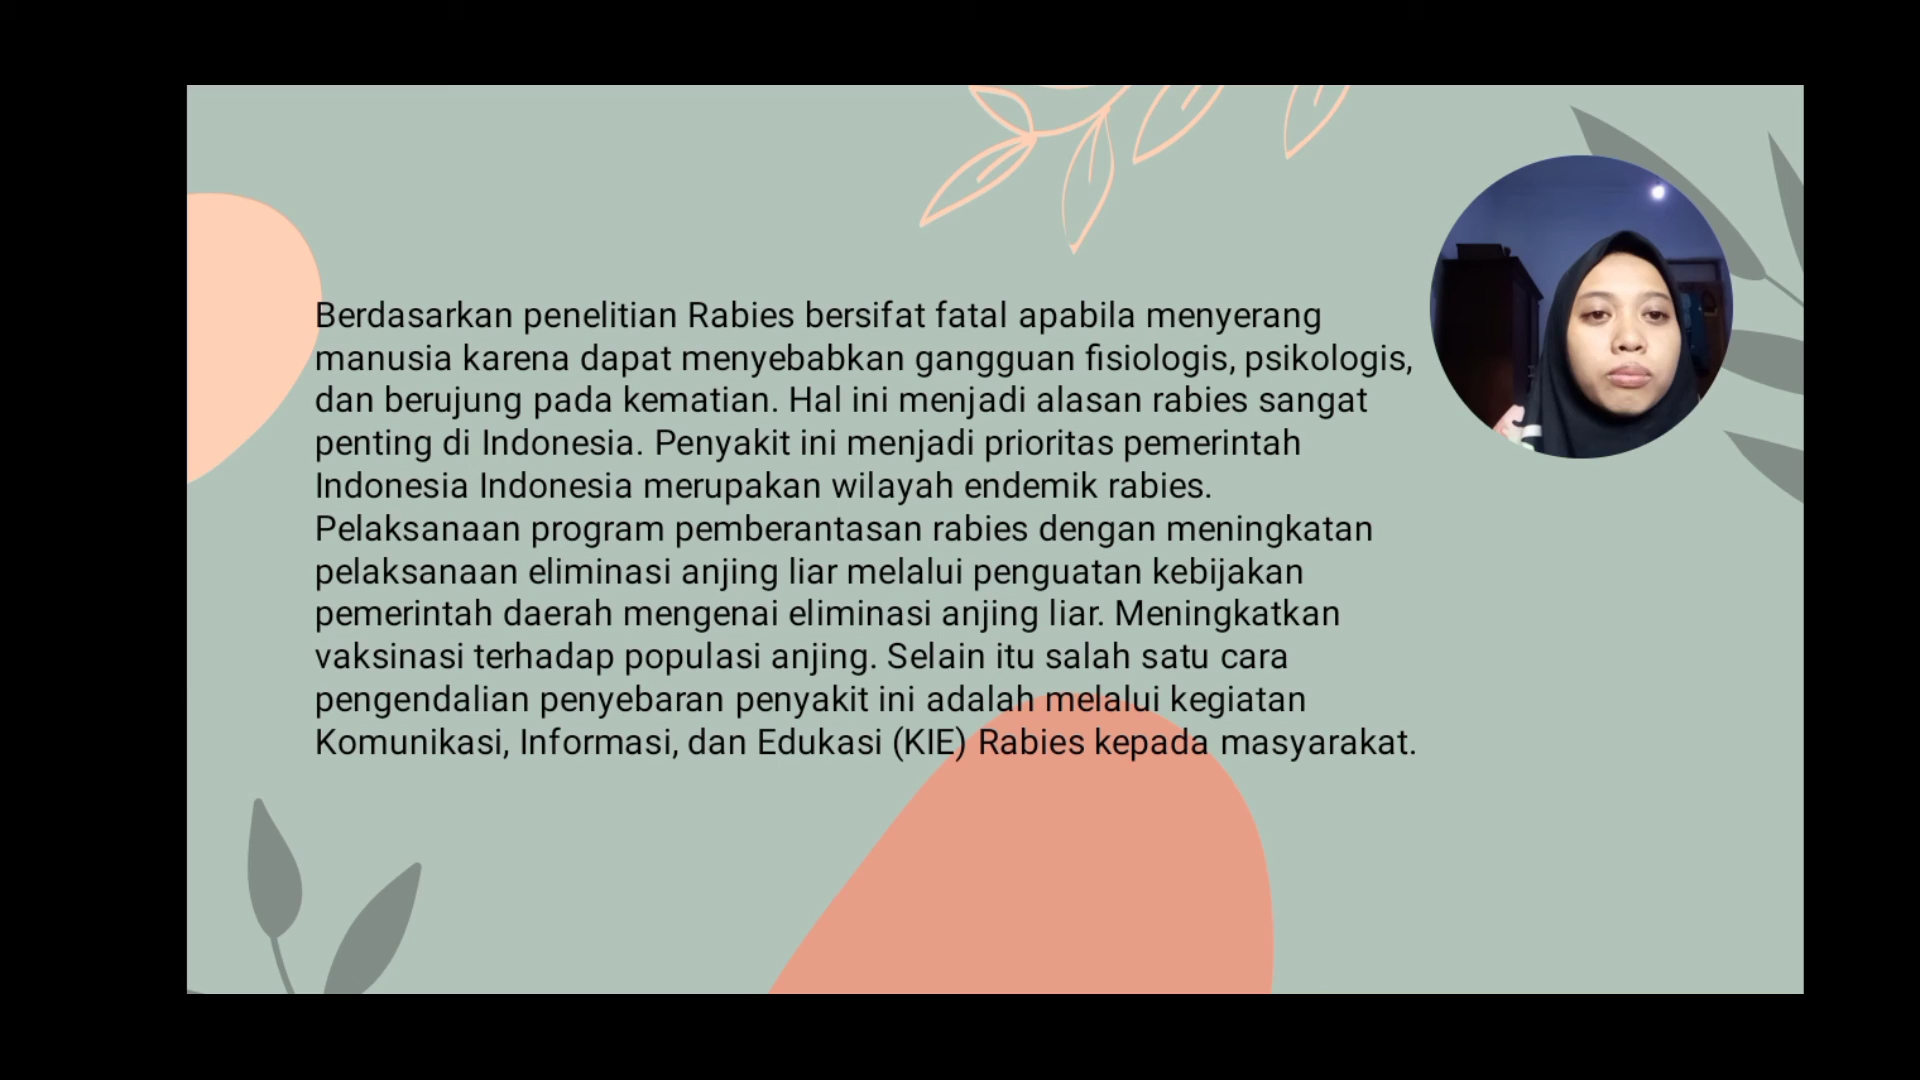 Berdasarkan penelitian Rabies bersifat fatal apabila menyerang
manusia karena dapat menyebabkan gangguan fisiologis, psikologis,
dan berujung pada kematian. Hal ini menjadi alasan rabies sangat
penting di Indonesia. Penyakit ini menjadi prioritas pemerintah
Indonesia Indonesia merupakan wilayah endemik rabies.
Pelaksanaan program pemberantasan rabies dengan meningkatan
pelaksanaan eliminasi anjing liar melalui penguatan kebijakan
pemerintah daerah mengenai eliminasi anjing liar. Meningkatkan
vaksinasi terhadap populasi anjing. Selain itu salah satu cara
pengendalian penyebaran penyakit ini adalah melalui kegiatan
Komunikasi, Informasi, dan Edukasi (KIE) Rabies kepada masyarakat.